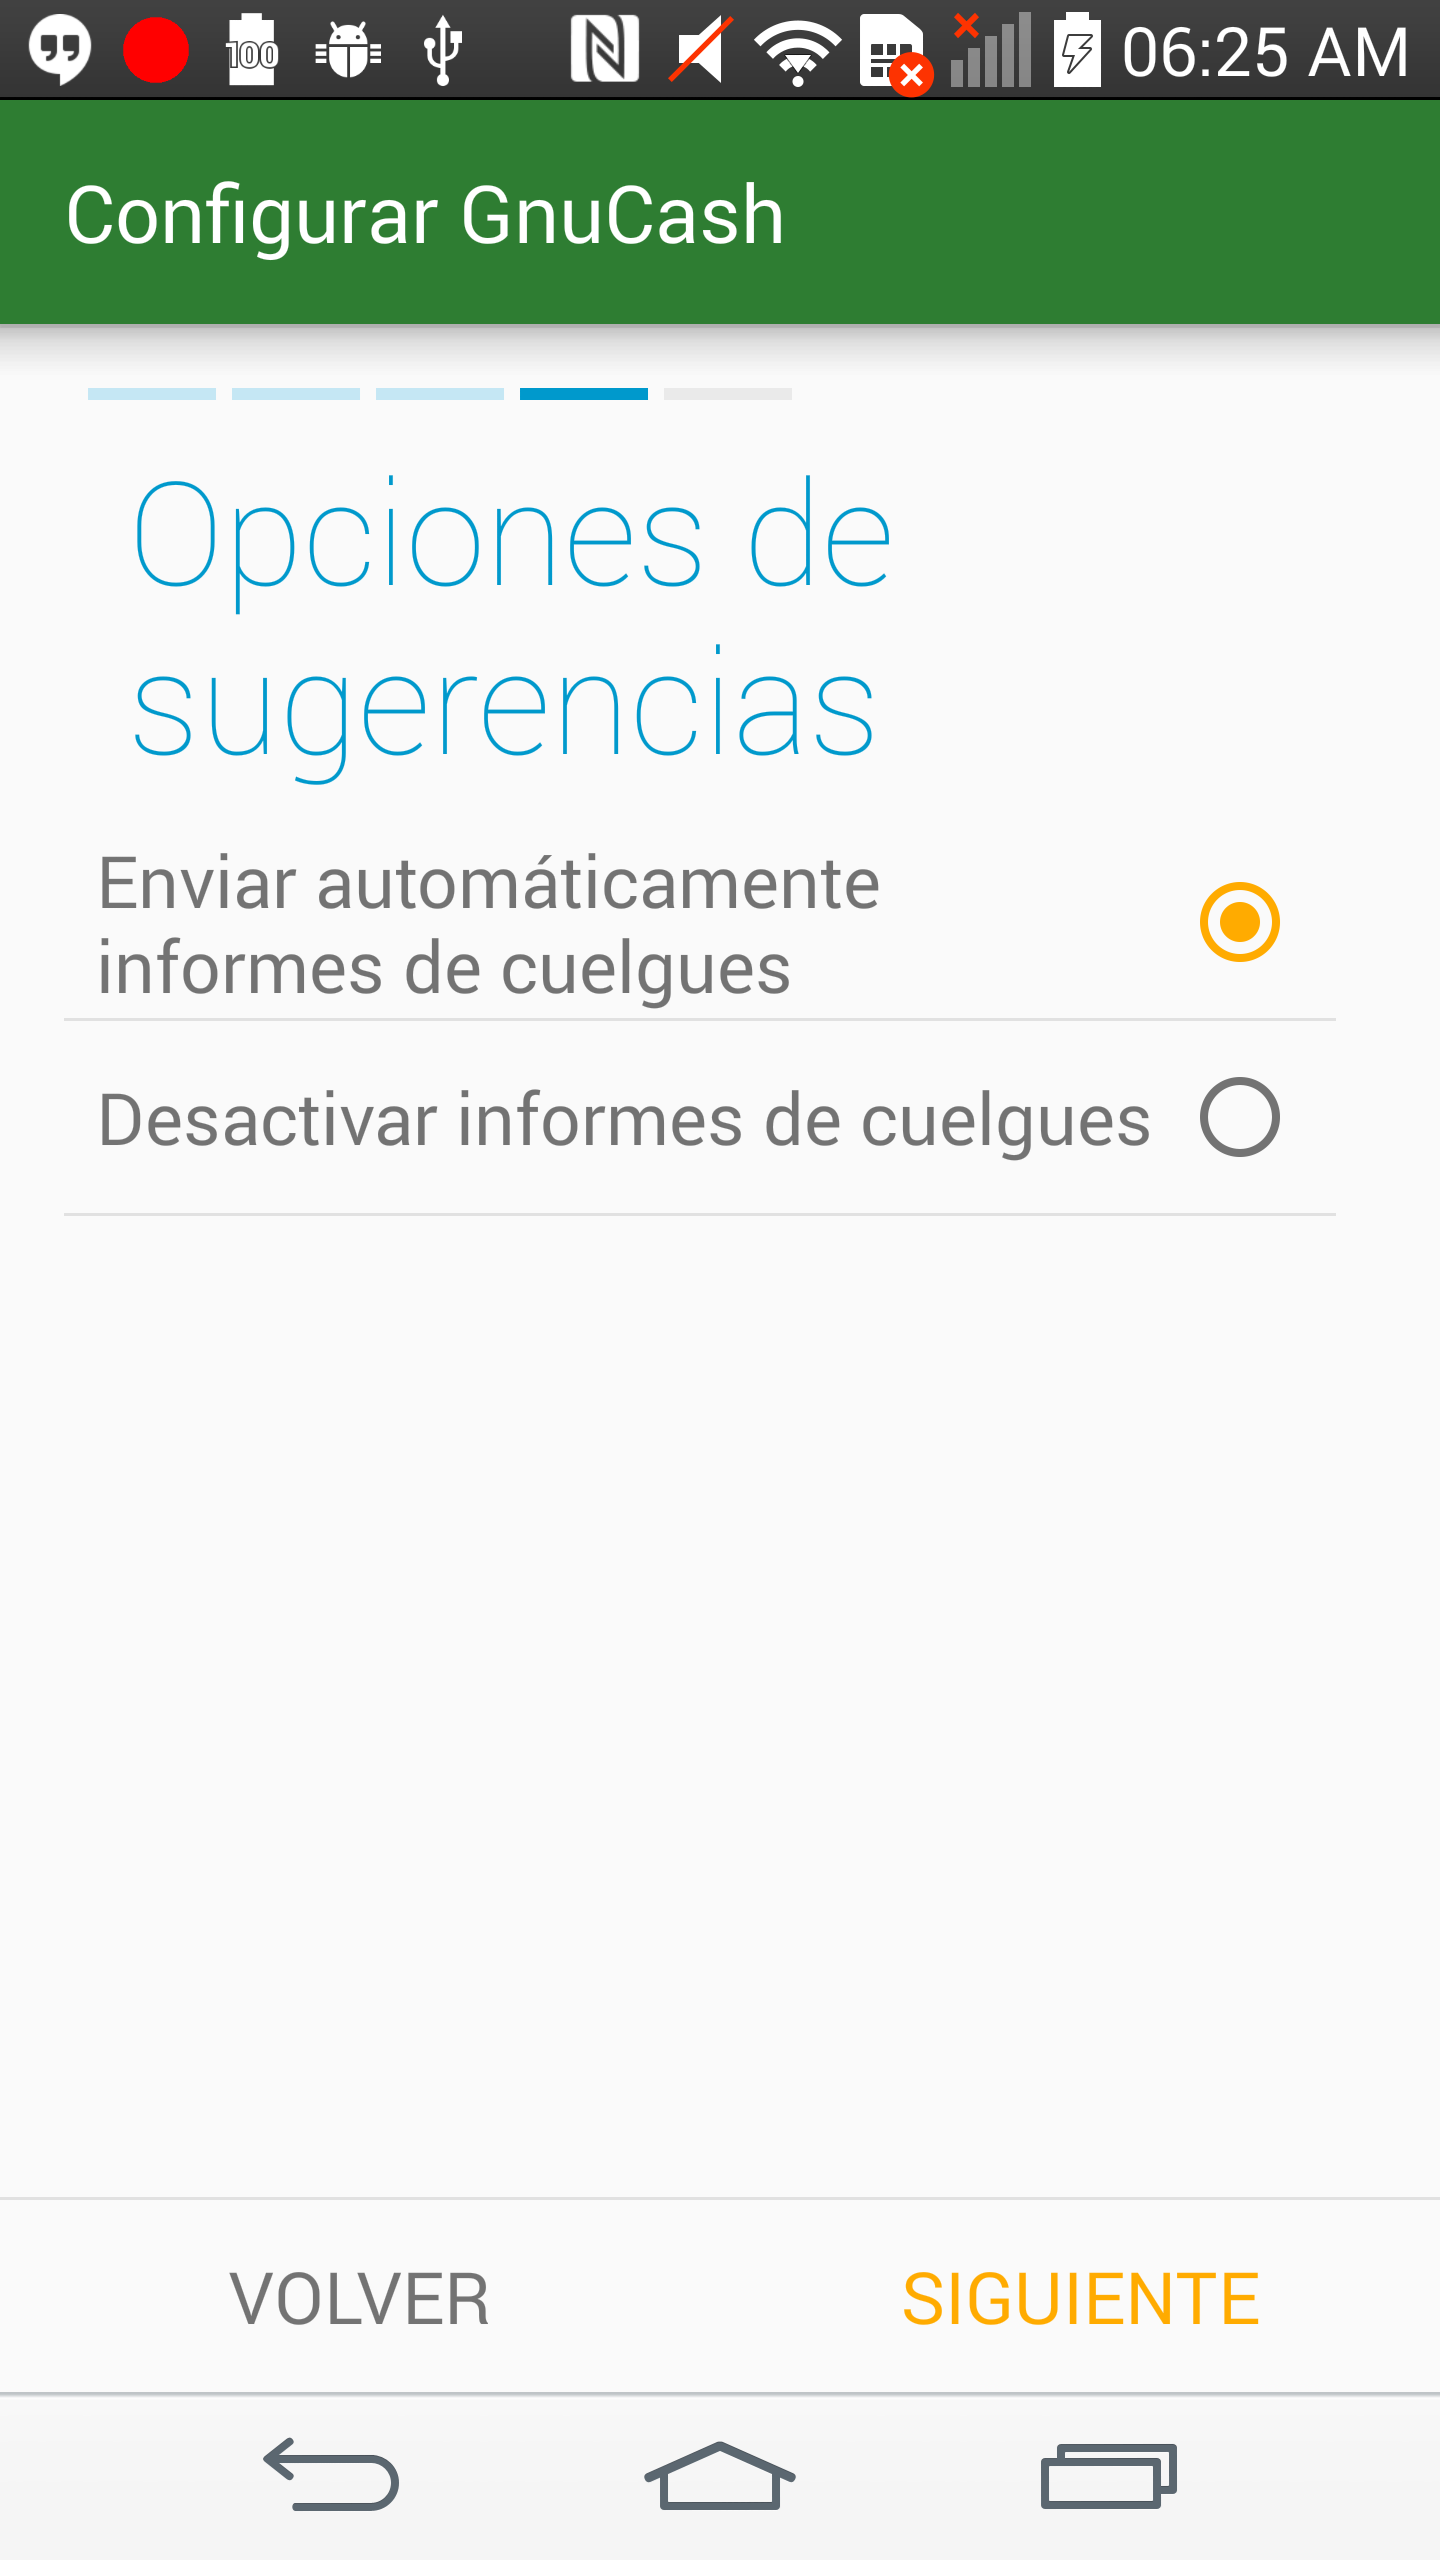 100
06:25 AM
Configurar GnuCash
Opciones de
sugerencias
Enviar automáticamente
informes de cuelgues
Desactivar informes de cuelgues
VOLVER
SIGUIENTE